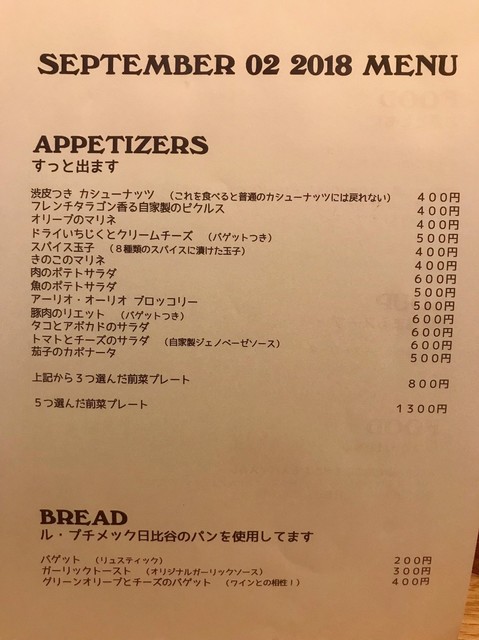 SEPTEMBER 02 2018 MENU
APPETIZERS
すっと出ます
渋皮つき カシューナッツ （これを食べると普通のカシューナッツには戻れない） 400円
フレンチタラゴン香る自家製のピクルス 400円
オリーブのマリネ 400円
ドライいちじくとクリームチーズ （バゲットつき） 500円
スパイス玉子 （８種類のスパイスに漬けた玉子） 400円
きのこのマリネ 400円
肉のポテトサラダ 600円
魚のポテトサラダ 500円
アーリオ・オーリオ ブロッコリー 500円
豚肉のリエット （バゲットつき） 600円
タコとアボカドのサラダ 600円
トマトとチーズのサラダ （自家製ジェノベーゼソース） 600円
茄子のカポナータ 500円
上記から３つ選んだ前菜プレート 800円
５つ選んだ前菜プレート 1300円
BREAD
ル・プチメック日比谷のパンを使用してます
バゲット （リュスティック） 200円
ガーリックトースト （オリジナルガーリックソース） 300円
グリーンオリーブとチーズのバゲット （ワインとの相性！） 400円